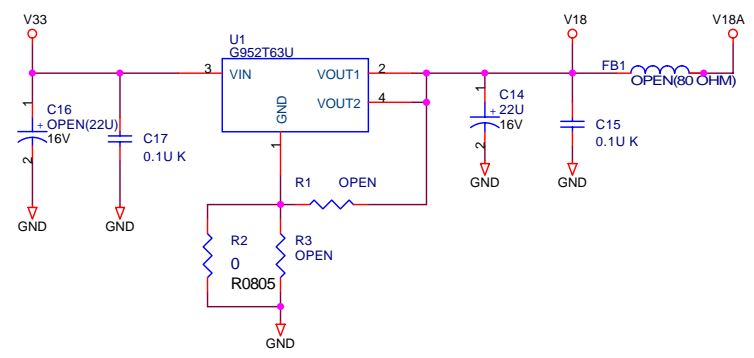 V33
V18
V18A
U1
G952T63U
3
VIN
VOUT1
2
VOUT2
4
GND
1
FB1
OPEN(80 OHM)
1
C16
+
OPEN(22U)
16V
2
C17
0.1U K
1
C14
22U
+
16V
2
C15
0.1U K
GND
GND
GND
GND
R1
OPEN
R2
0
R0805
R3
OPEN
GND